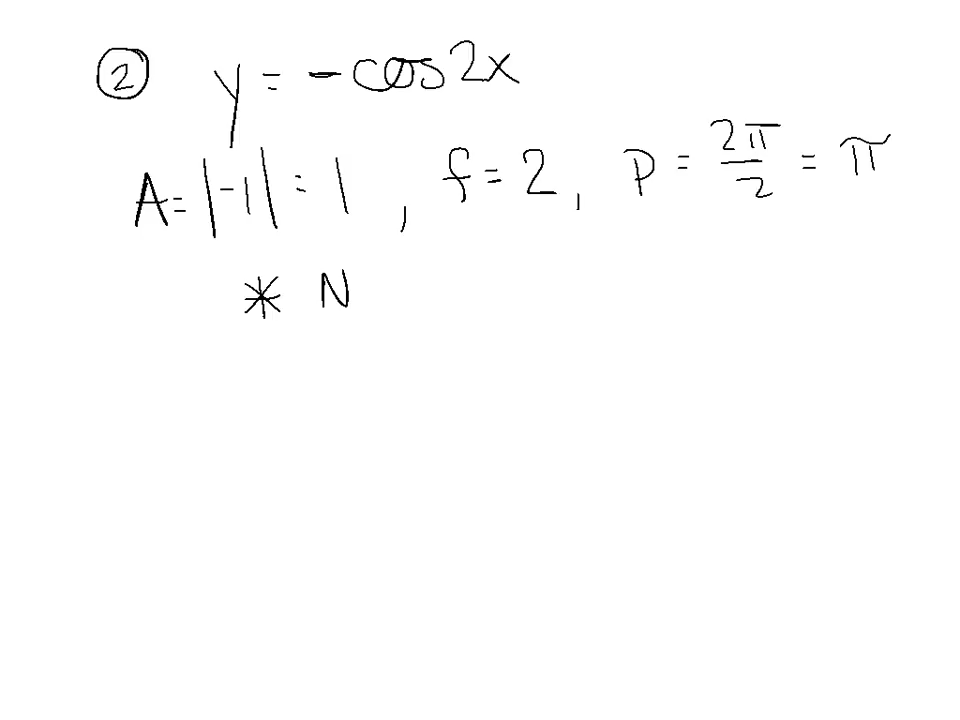 ② y = -cos2x
A = |-1| = 1, f = 2, P = 2π/2 = π
* N